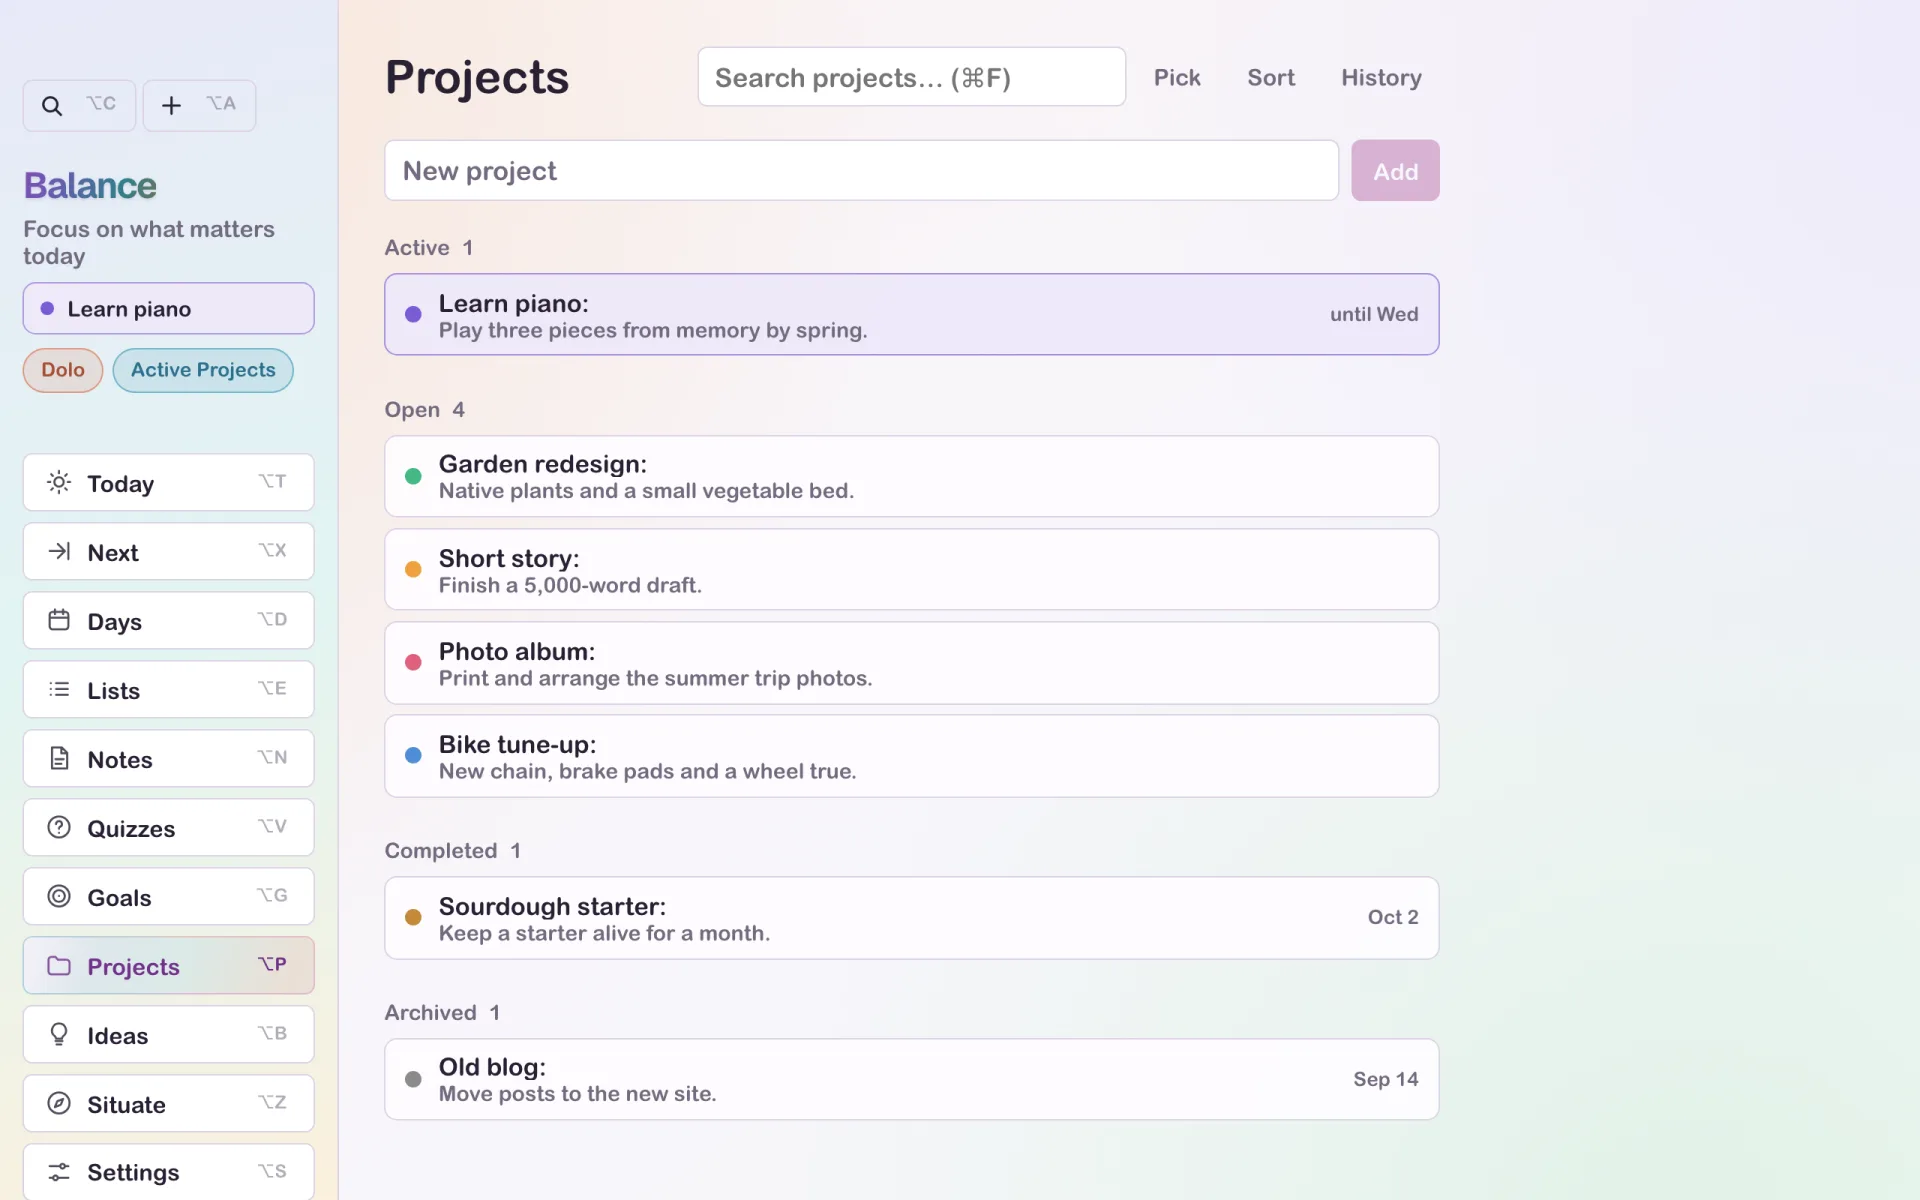 ⌥C
⌥A
Balance
Focus on what matters
today
Learn piano
Dolo
Active Projects
Today ⌥T
Next ⌥X
Days ⌥D
Lists ⌥E
Notes ⌥N
Quizzes ⌥V
Goals ⌥G
Projects ⌥P
Ideas ⌥B
Situate ⌥Z
Settings ⌥S
Projects
Search projects... (⌘F)
Pick
Sort
History
New project
Add
Active 1
Learn piano:
Play three pieces from memory by spring.
until Wed
Open 4
Garden redesign:
Native plants and a small vegetable bed.
Short story:
Finish a 5,000-word draft.
Photo album:
Print and arrange the summer trip photos.
Bike tune-up:
New chain, brake pads and a wheel true.
Completed 1
Sourdough starter:
Keep a starter alive for a month.
Oct 2
Archived 1
Old blog:
Move posts to the new site.
Sep 14